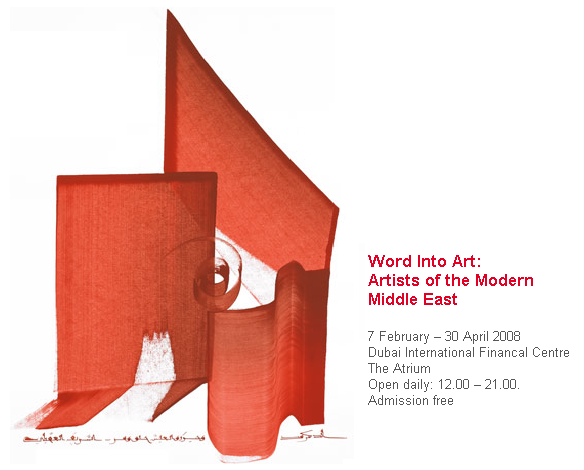 Word Into Art:
Artists of the Modern
Middle East
7 February – 30 April 2008
Dubai International Financal Centre
The Atrium
Open daily: 12.00 – 21.00.
Admission free